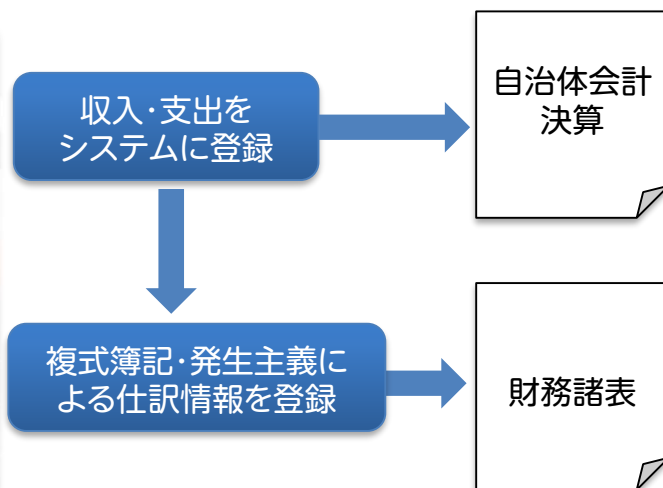 収入・支出を
システムに登録
自治体会計
決算
複式簿記・発生主義に
よる仕訳情報を登録
財務諸表